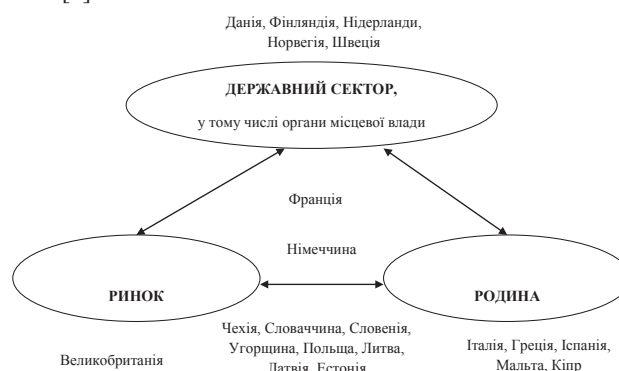 Данія, Фінляндія, Нідерланди,
Норвегія, Швеція
ДЕРЖАВНИЙ СЕКТОР,
у тому числі органи місцевої влади
Франція
Німеччина
РИНОК
РОДИНА
Чехія, Словаччина, Словенія,
Угорщина, Польща, Литва,
Латвія, Естонія
Великобританія
Італія, Греція, Іспанія,
Мальта, Кіпр